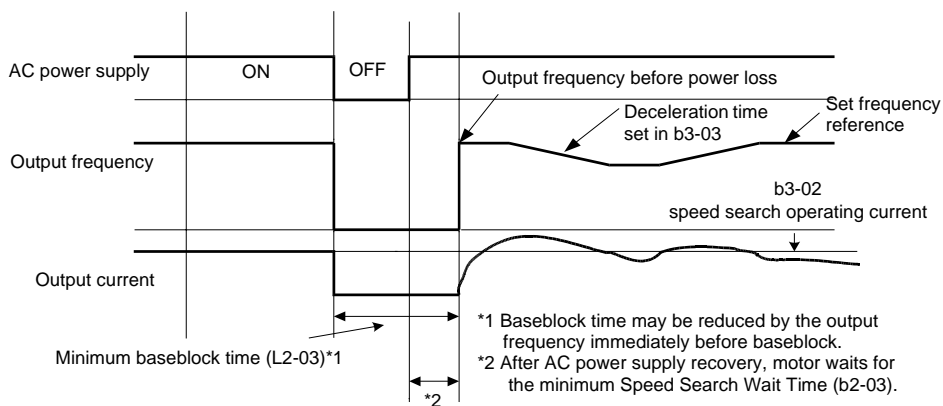 AC power supply
ON
OFF
Output frequency before power loss
Deceleration time
set in b3-03
Set frequency
reference
Output frequency
b3-02
speed search operating current
Output current
*1 Baseblock time may be reduced by the output
frequency immediately before baseblock.
Minimum baseblock time (L2-03)*1
*2 After AC power supply recovery, motor waits for
the minimum Speed Search Wait Time (b2-03).
*2